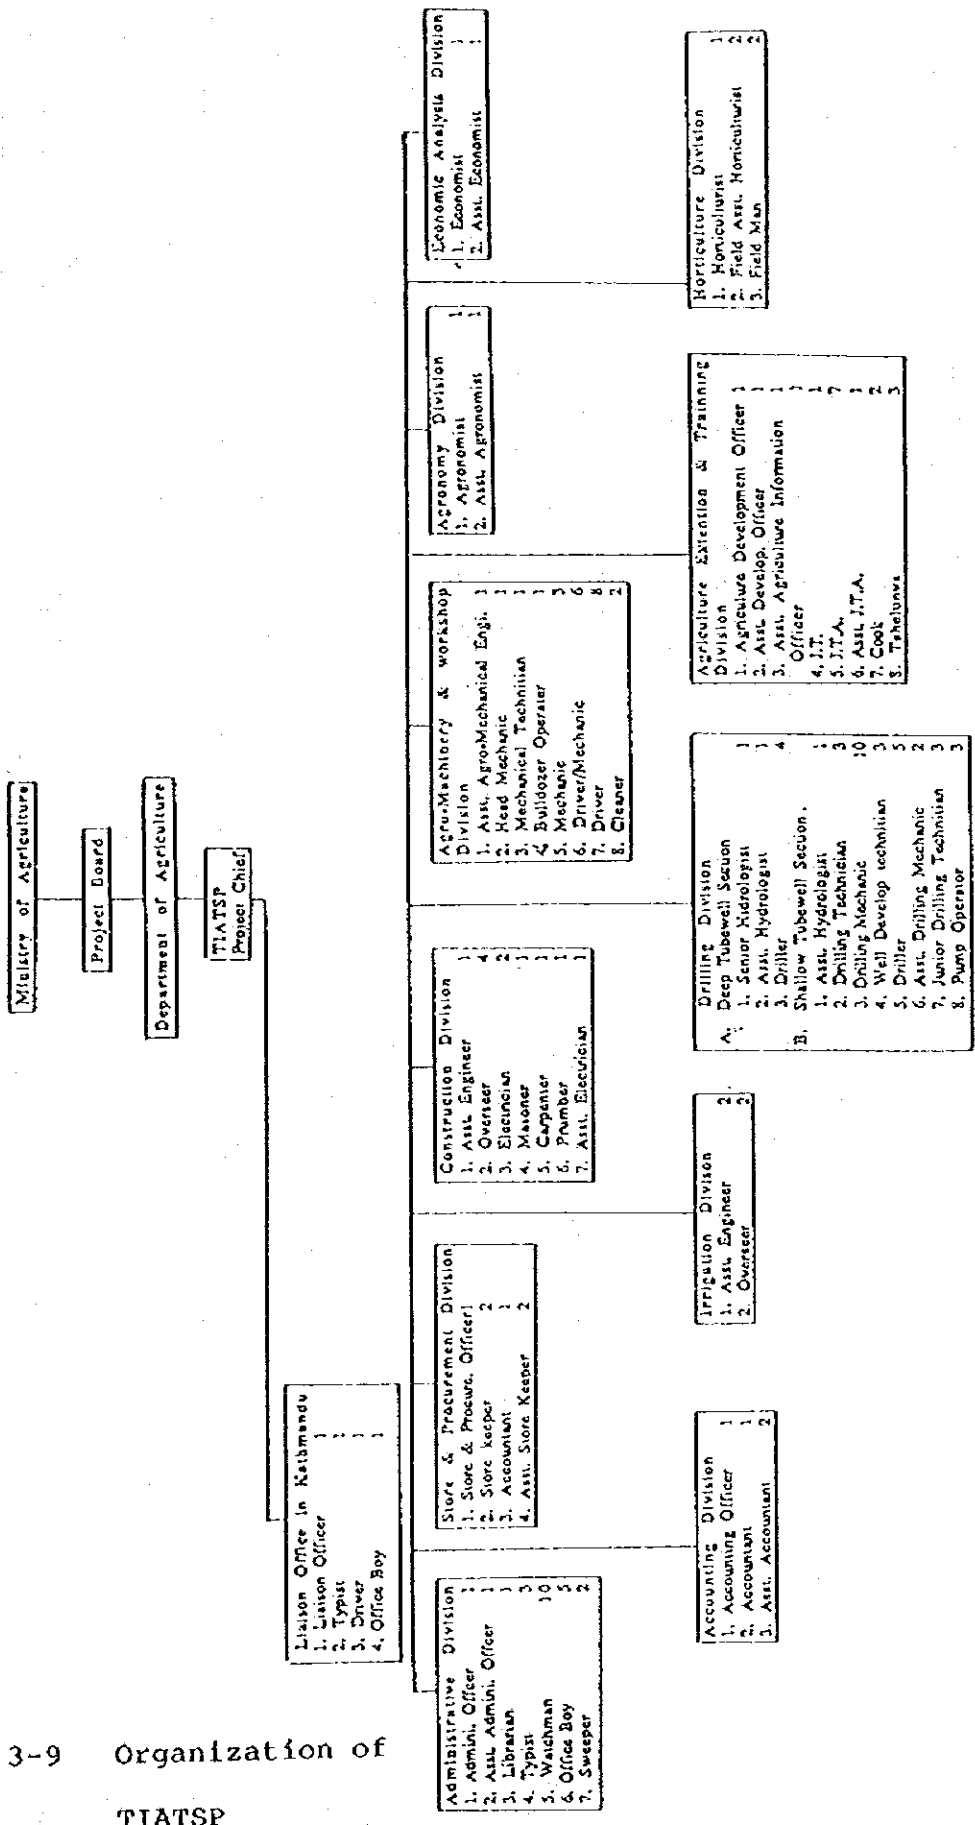 3-9 Organization of
TIATSP
Ministry of Agriculture
Project Board
Department of Agriculture
TIATSP
Project Chief
Liaison Office in Kathmandu
1. Liaison Officer 1
2. Typist 1
3. Driver 1
4. Office Boy 1
Administrative Division
1. Admini. Offcer 1
2. Asst. Admini. Offcer 1
3. Librarian 1
4. Typist 3
5. Watchman 10
6. Office Boy 5
7. Sweeper 2
Store & Procurement Division
1. Store & Procure. Officer 1
2. Store keeper 2
3. Accountant 1
4. Asst. Store Keeper 2
Construction Division
1. Asst. Engineer 1
2. Overseer 4
3. Electrician 2
4. Masoner 1
5. Carpenter 1
6. Prumber 1
7. Asst. Electrician 1
Agro-Machinery & workshop
Division
1. Asst. Agro-Mechanical Engi. 1
2. Head Mechanic 1
3. Mechanical Technitian 1
4. Bulldozer Operator 1
5. Mechanic 3
6. Driver/Mechanic 6
7. Driver 8
8. Cleaner 2
Agronomy Division
1. Agronomist 1
2. Asst. Agronomist 1
Economic Analysis Division
1. Economist 1
2. Asst. Economist 1
Accounting Division
1. Accounting Officer 1
2. Accountant 1
3. Asst. Accountant 2
Irrigation Divison
1. Asst. Engineer 2
2. Overseer 2
Drilling Division
A. Deep Tubewell Section
1. Senior Hidrologist 1
2. Asst. Hydrologist 1
3. Driller 4
B. Shallow Tubewell Section
1. Asst. Hydrologist 1
2. Drilling Technician 3
3. Drilling Mechanic 10
4. Well Develop technitian 3
5. Driller 5
6. Asst. Drilling Mechanic 2
7. Junior Drilling Technitian 3
8. Pump Operator 3
Agriculture Extention & Trainning
Division
1. Agriculture Development Officer 1
2. Asst. Develop. Officer 1
3. Asst. Agriculture Information 1
Officer 1
4. J.T. 1
5. J.T.A. 7
6. Asst. J.T.A. 1
7. Cook 2
8. 3
Horticulture Division
1. Horticulturist 1
2. Field Asst. Horticulturist 2
3. Field Man 2